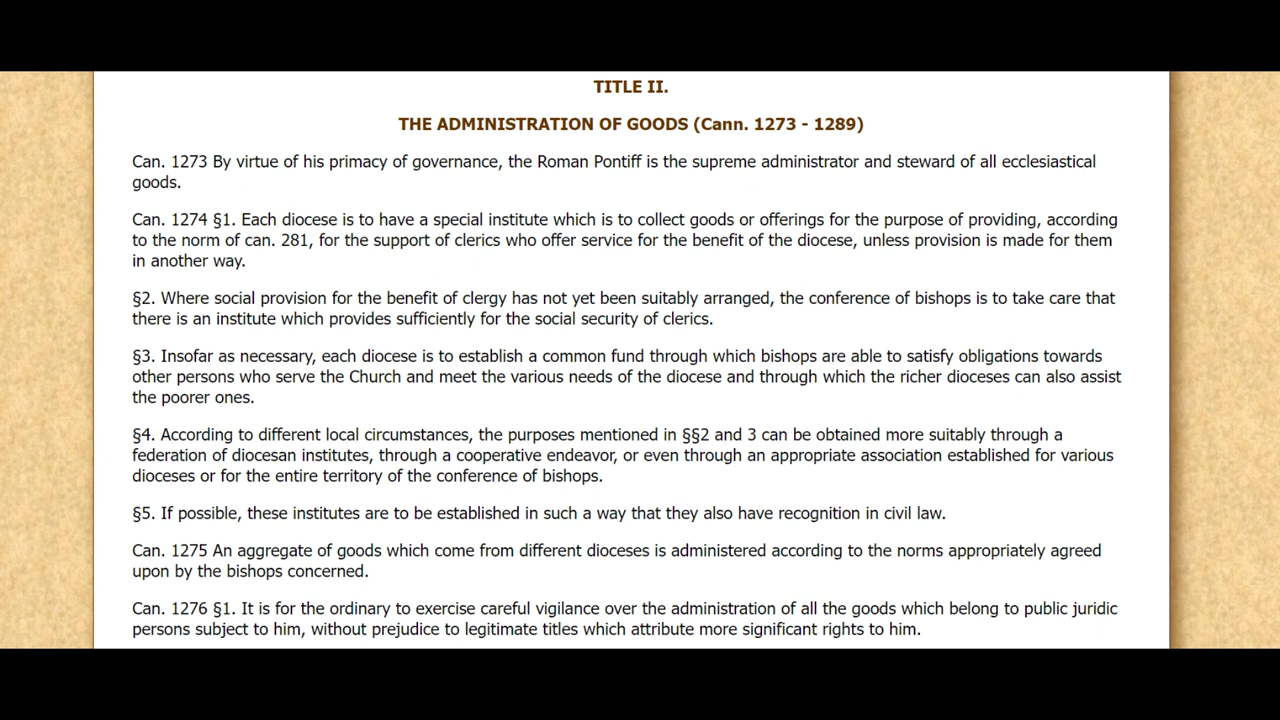 TITLE II.
THE ADMINISTRATION OF GOODS (Cann. 1273 - 1289)
Can. 1273 By virtue of his primacy of governance, the Roman Pontiff is the supreme administrator and steward of all ecclesiastical
goods.
Can. 1274 §1. Each diocese is to have a special institute which is to collect goods or offerings for the purpose of providing, according
to the norm of can. 281, for the support of clerics who offer service for the benefit of the diocese, unless provision is made for them
in another way.
§2. Where social provision for the benefit of clergy has not yet been suitably arranged, the conference of bishops is to take care that
there is an institute which provides sufficiently for the social security of clerics.
§3. Insofar as necessary, each diocese is to establish a common fund through which bishops are able to satisfy obligations towards
other persons who serve the Church and meet the various needs of the diocese and through which the richer dioceses can also assist
the poorer ones.
§4. According to different local circumstances, the purposes mentioned in §§2 and 3 can be obtained more suitably through a
federation of diocesan institutes, through a cooperative endeavor, or even through an appropriate association established for various
dioceses or for the entire territory of the conference of bishops.
§5. If possible, these institutes are to be established in such a way that they also have recognition in civil law.
Can. 1275 An aggregate of goods which come from different dioceses is administered according to the norms appropriately agreed
upon by the bishops concerned.
Can. 1276 §1. It is for the ordinary to exercise careful vigilance over the administration of all the goods which belong to public juridic
persons subject to him, without prejudice to legitimate titles which attribute more significant rights to him.